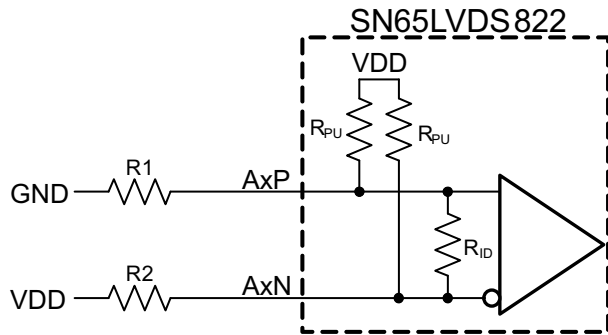 SN65LVDS822
VDD
RPU
RPU
R1
GND
AxP
RID
R2
VDD
AxN